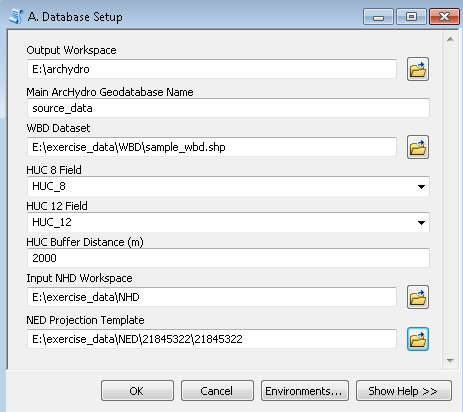 A. Database Setup
Output Workspace
E:\archydro
Main ArcHydro Geodatabase Name
source_data
WBD Dataset
E:\exercise_data\WBD\sample_wbd.shp
HUC 8 Field
HUC_8
HUC 12 Field
HUC_12
HUC Buffer Distance (m)
2000
Input NHD Workspace
E:\exercise_data\NHD
NED Projection Template
E:\exercise_data\NED\21845322\21845322
OK Cancel Environments... Show Help >>